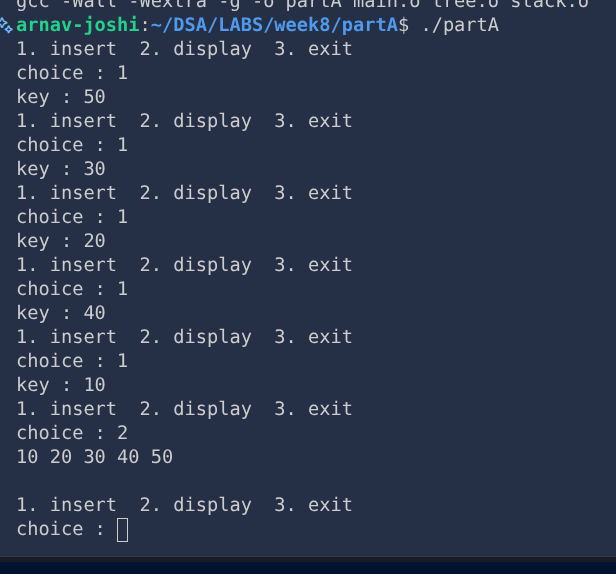 gcc -Wall -Wextra -g -o partA main.o tree.o stack.o
arnav-joshi:~/DSA/LABS/week8/partA$ ./partA
1. insert  2. display  3. exit
choice : 1
key : 50
1. insert  2. display  3. exit
choice : 1
key : 30
1. insert  2. display  3. exit
choice : 1
key : 20
1. insert  2. display  3. exit
choice : 1
key : 40
1. insert  2. display  3. exit
choice : 1
key : 10
1. insert  2. display  3. exit
choice : 2
10 20 30 40 50
1. insert  2. display  3. exit
choice :